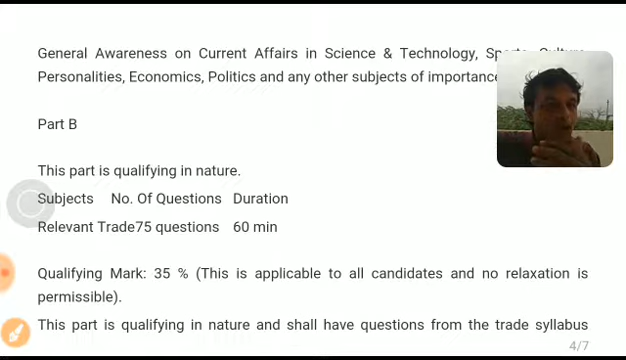 General Awareness on Current Affairs in Science & Technology,
Personalities, Economics, Politics and any other subjects of importance
Part B
This part is qualifying in nature.
Subjects No. Of Questions Duration
Relevant Trade75 questions 60 min
Qualifying Mark: 35 % (This is applicable to all candidates and no relaxation is
permissible).
This part is qualifying in nature and shall have questions from the trade syllabus
4/7